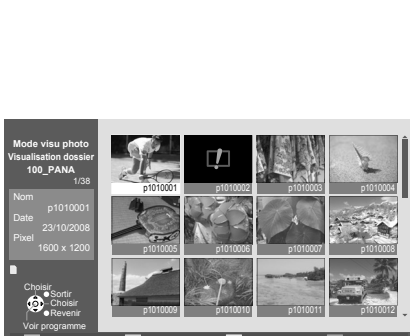 Mode visu photo
Visualisation dossier
100_PANA
1/38
Nom
p1010001
Date
23/10/2008
Pixel
1600 x 1200
Choisir
Sortir
Choisir
Revenir
Voir programme
p1010001
p1010002
p1010003
p1010004
p1010005
p1010006
p1010007
p1010008
p1010009
p1010010
p1010011
p1010012